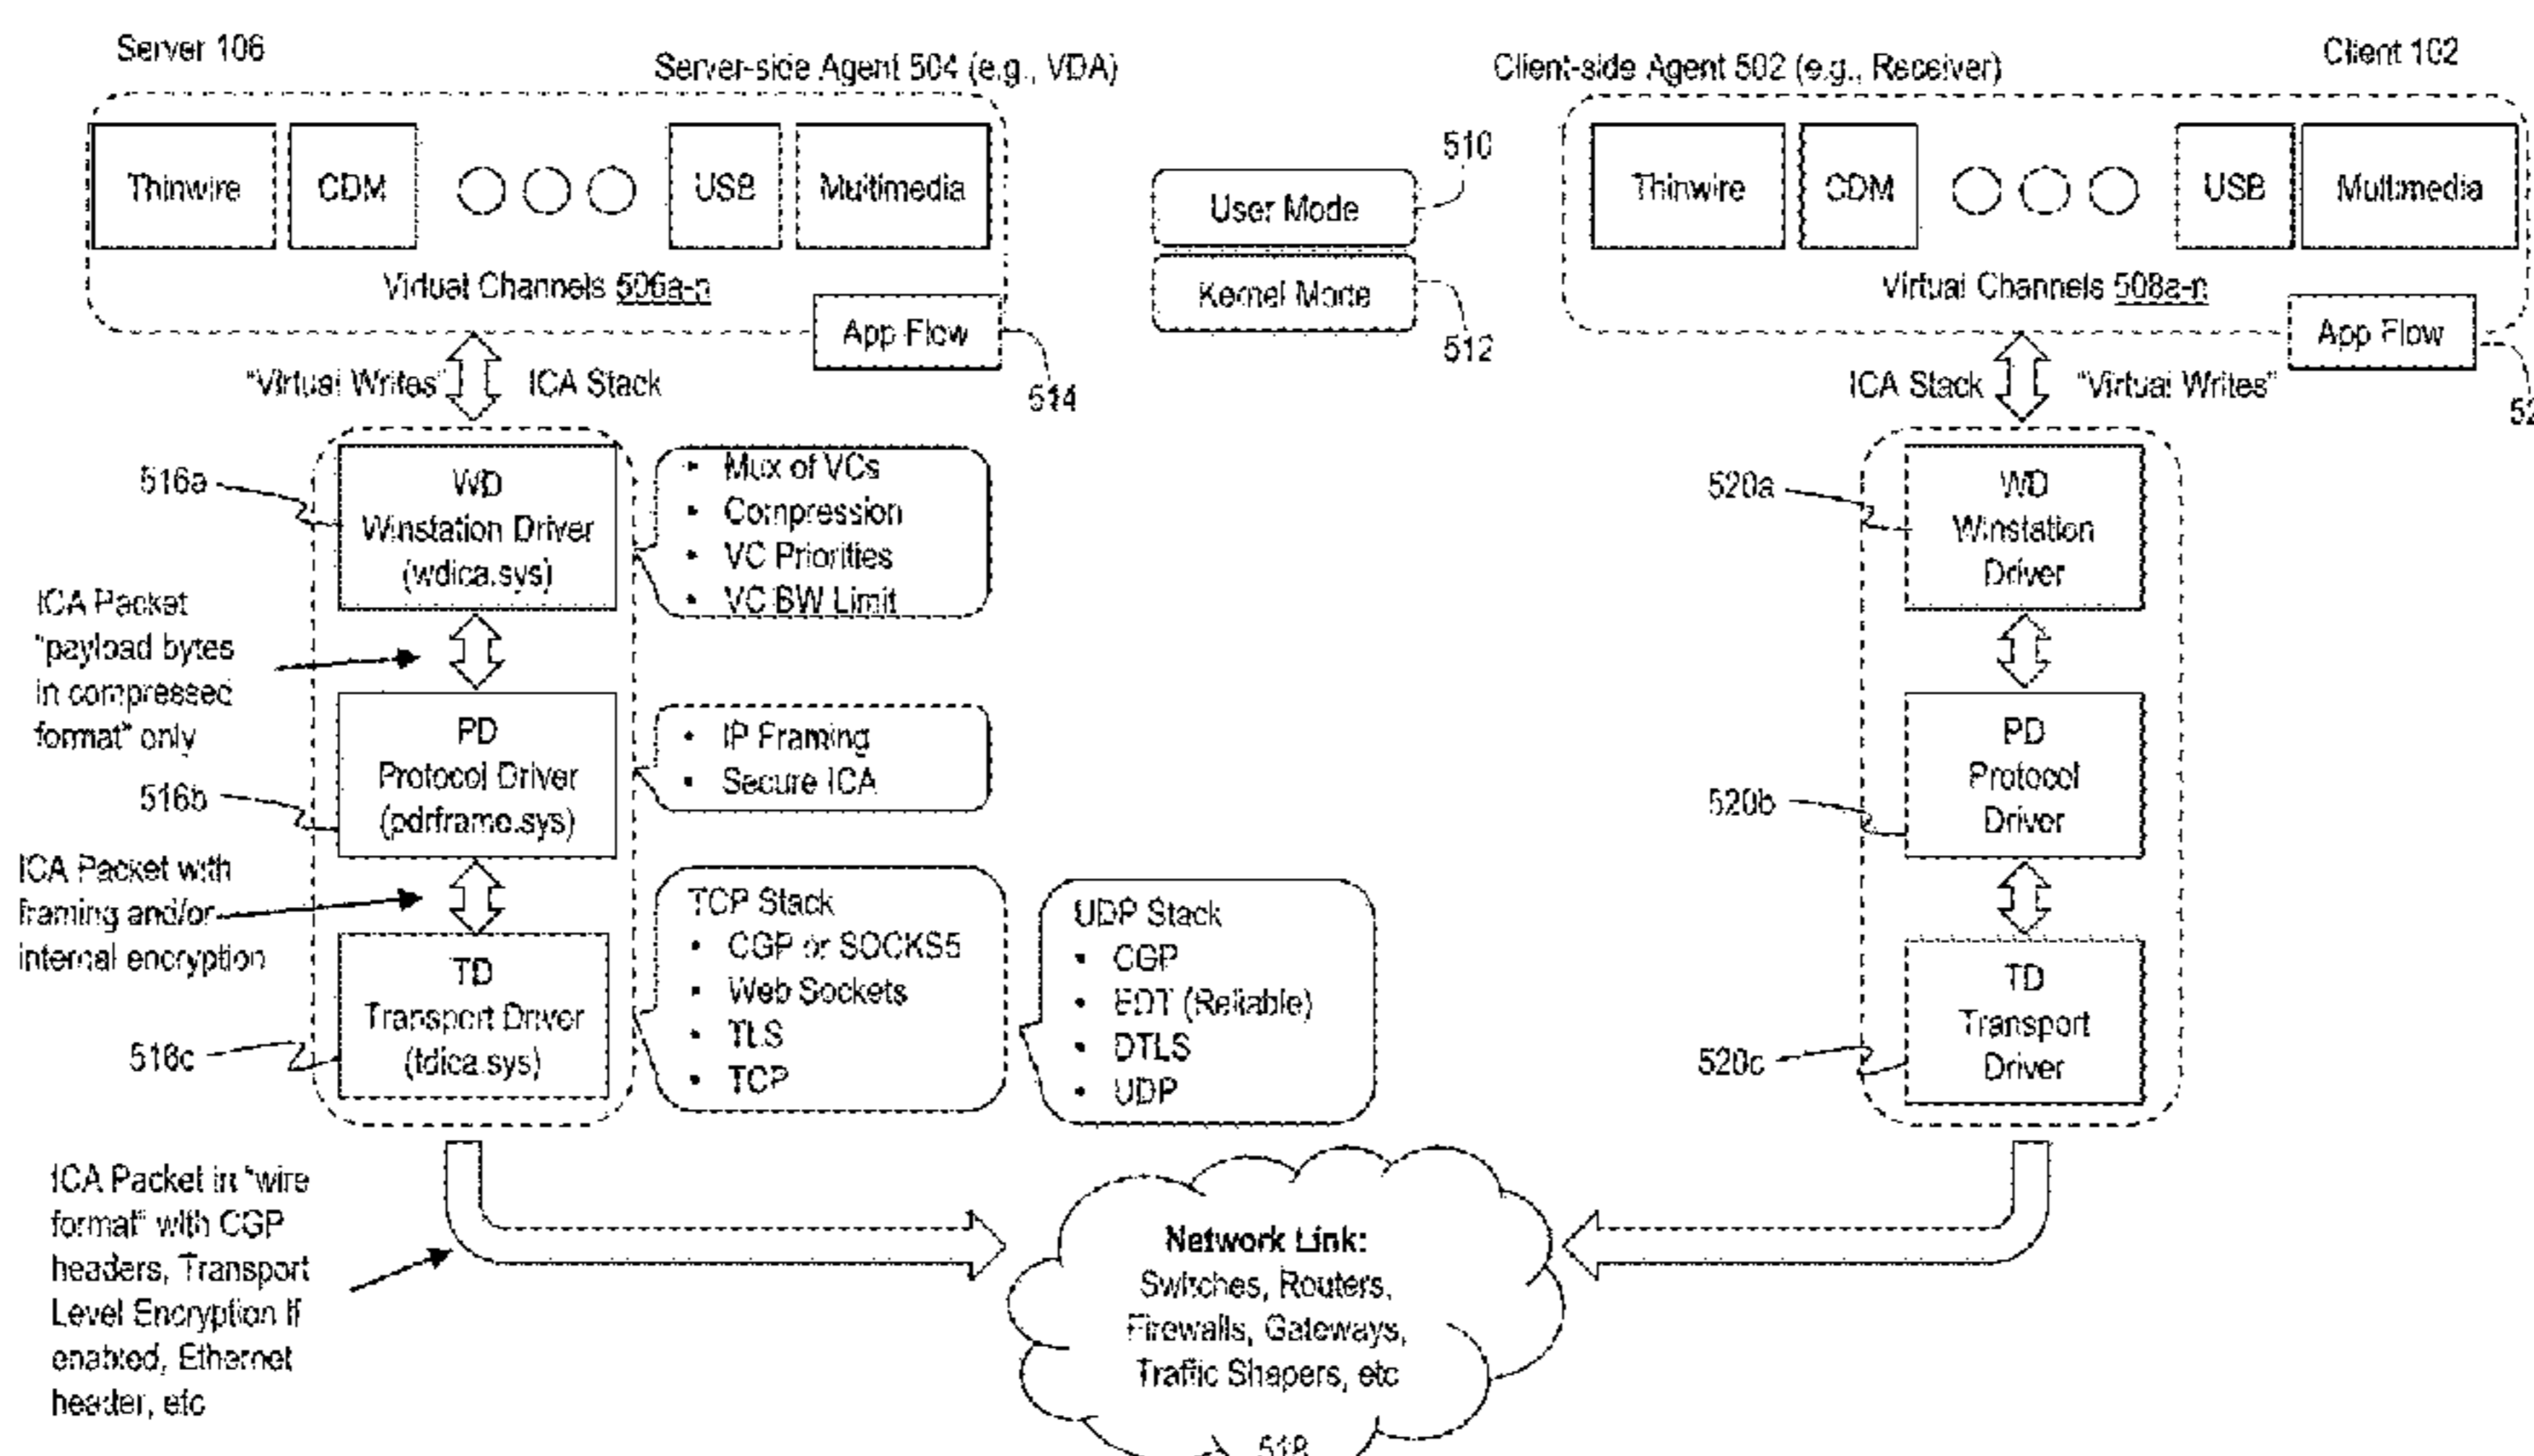 Server 106
Server-side Agent 504 (e.g., VDA)
Thinwire
CDM
USB
Multimedia
Virtual Channels 506a-n
App Flow
514
"Virtual Writes"
ICA Stack
User Mode
510
Kernel Mode
512
Client-side Agent 502 (e.g., Receiver)
Client 102
Thinwire
CDM
USB
Multimedia
Virtual Channels 508a-n
App Flow
ICA Stack
"Virtual Writes"
516a
WD
Winstation Driver
(wdica.sys)
• Mux of VCs
• Compression
• VC Priorities
• VC BW Limit
ICA Packet
"payload bytes
in compressed
format" only
516b
PD
Protocol Driver
(pdrframe.sys)
• IP Framing
• Secure ICA
ICA Packet with
framing and/or
internal encryption
516c
TD
Transport Driver
(tdica.sys)
TCP Stack
• CGP or SOCKS5
• Web Sockets
• TLS
• TCP
UDP Stack
• CGP
• EDT (Reliable)
• DTLS
• UDP
520a
WD
Winstation
Driver
520b
PD
Protocol
Driver
520c
TD
Transport
Driver
ICA Packet in "wire
format" with CGP
headers, Transport
Level Encryption if
enabled, Ethernet
header, etc
Network Link:
Switches, Routers,
Firewalls, Gateways,
Traffic Shapers, etc
518